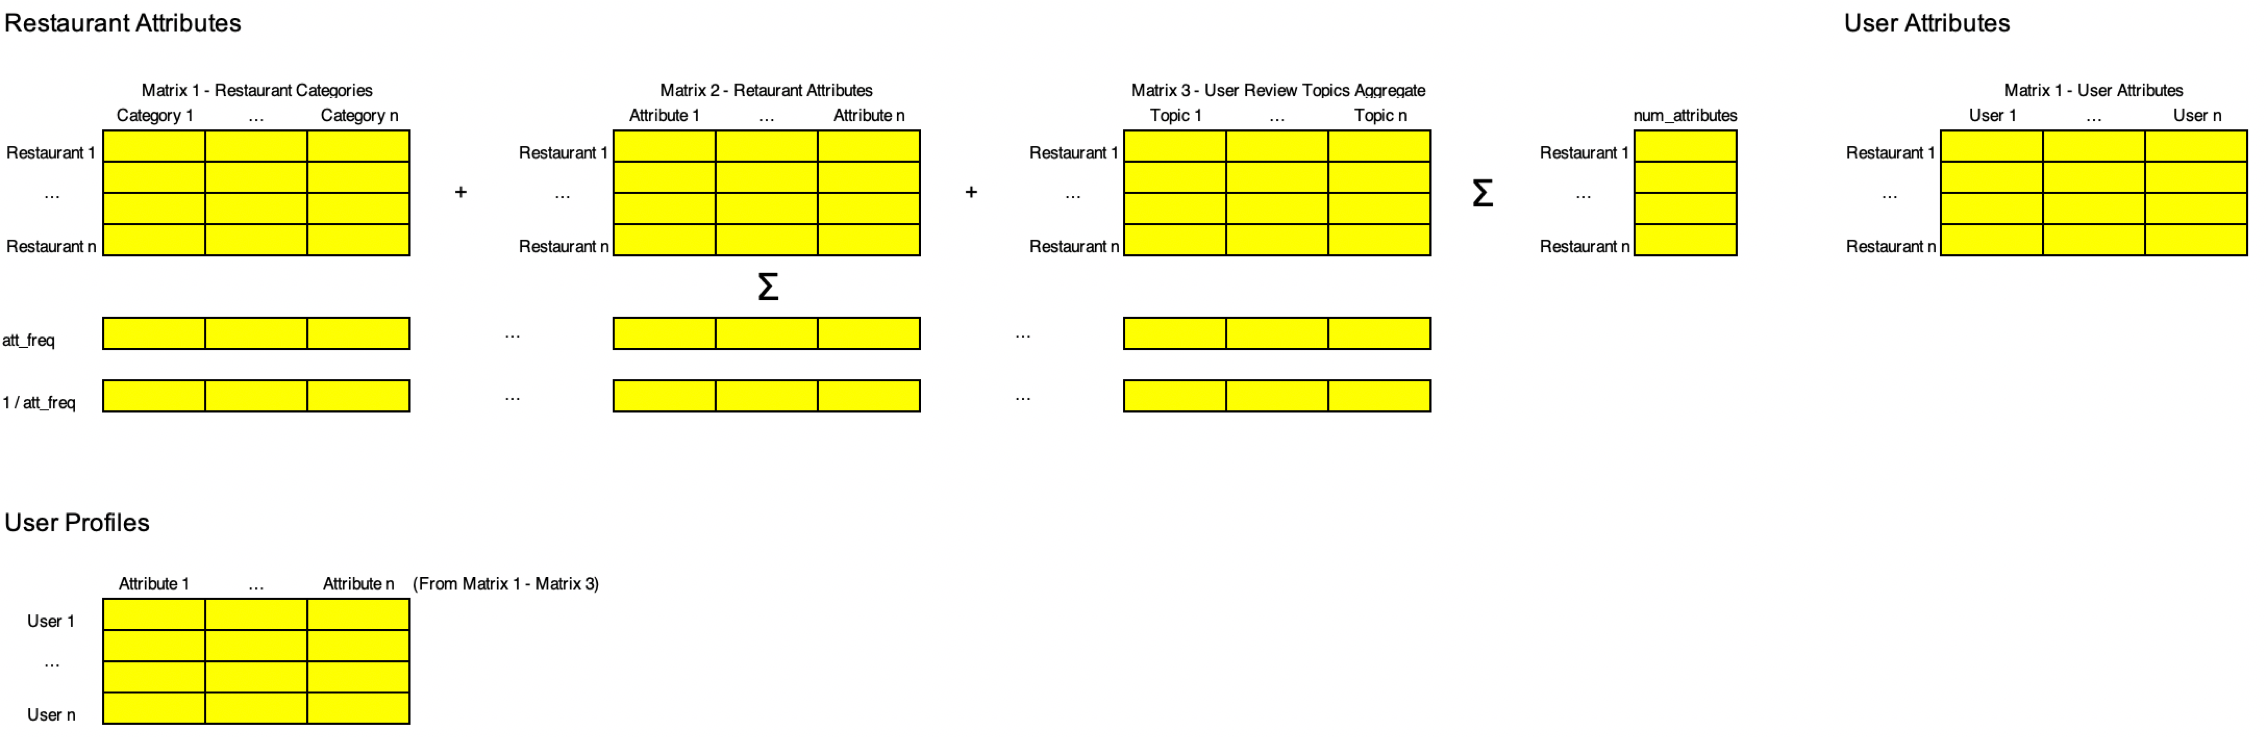 Restaurant Attributes
User Attributes
Matrix 1 - Restaurant Categories
Matrix 2 - Retaurant Attributes
Matrix 3 - User Review Topics Aggregate
Matrix 1 - User Attributes
Category 1 ... Category n
Attribute 1 ... Attribute n
Topic 1 ... Topic n
num_attributes
User 1 ... User n
Restaurant 1
Restaurant 1
Restaurant 1
Restaurant 1
Restaurant 1
... + ... + ... Σ ... ...
Restaurant n
Restaurant n
Restaurant n
Restaurant n
Restaurant n
Σ
att_freq ... ...
1 / att_freq ... ...
User Profiles
Attribute 1 ... Attribute n (From Matrix 1 - Matrix 3)
User 1
...
User n